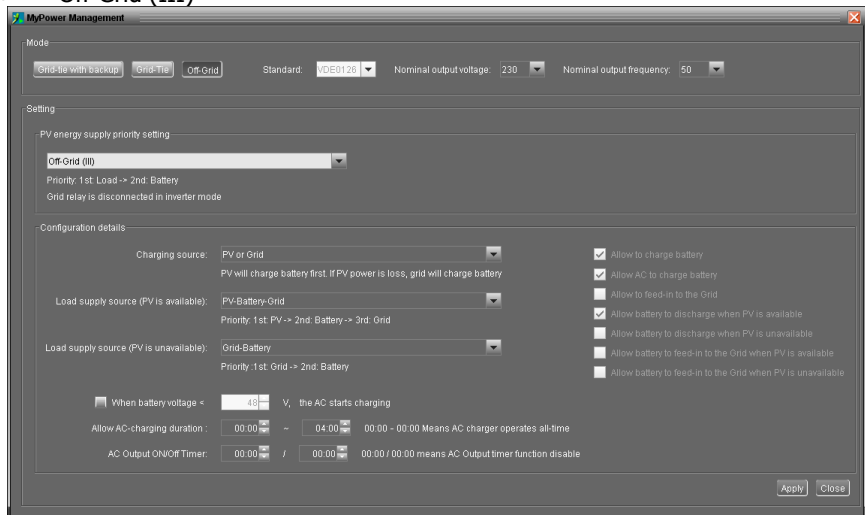 Off-Grid (III)
MyPower Management
Mode
Grid-tie with backup Grid-Tie Off-Grid Standard: VDE0126 Nominal output voltage: 230 Nominal output frequency: 50
Setting
PV energy supply priority setting
Off-Grid (III)
Priority: 1st: Load -> 2nd: Battery
Grid relay is disconnected in inverter mode
Configuration details
Charging source: PV or Grid
PV will charge battery first. If PV power is loss, grid will charge battery
Load supply source (PV is available): PV-Battery-Grid
Priority: 1st: PV -> 2nd: Battery -> 3rd: Grid
Load supply source (PV is unavailable): Grid-Battery
Priority :1st: Grid -> 2nd: Battery
When battery voltage < 48 V, the AC starts charging
Allow AC-charging duration : 00:00 ~ 04:00 00:00 - 00:00 Means AC charger operates all-time
AC Output ON/Off Timer: 00:00 / 00:00 00:00 / 00:00 means AC Output timer function disable
Allow to charge battery
Allow AC to charge battery
Allow to feed-in to the Grid
Allow battery to discharge when PV is available
Allow battery to discharge when PV is unavailable
Allow battery to feed-in to the Grid when PV is available
Allow battery to feed-in to the Grid when PV is unavailable
Apply Close